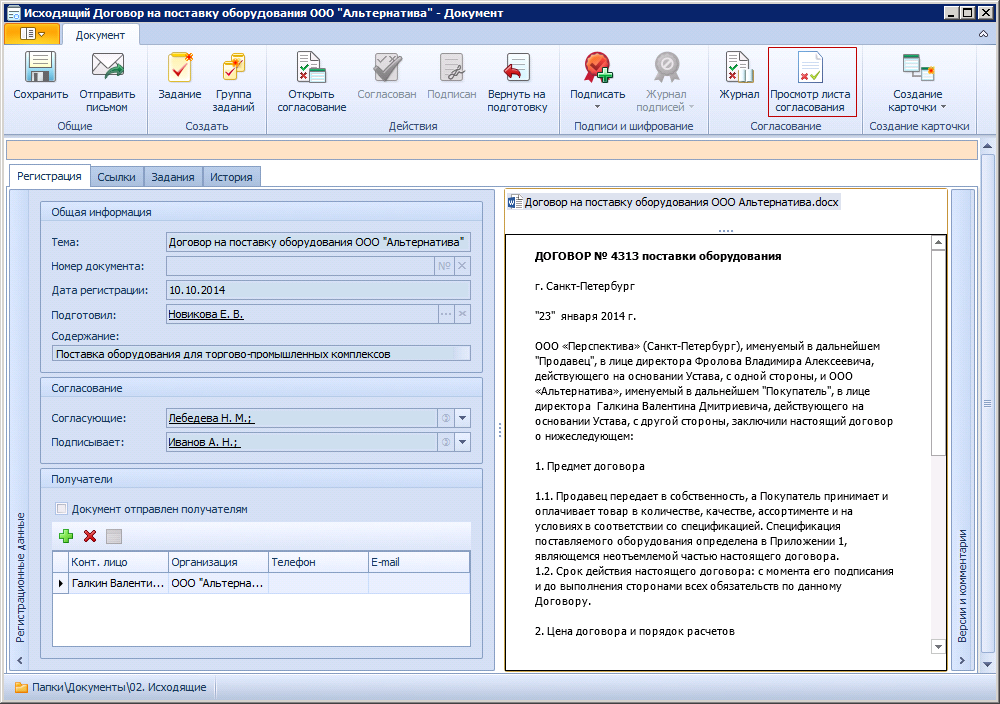 Исходящий Договор на поставку оборудования ООО "Альтернатива" - Документ
Документ
Сохранить
Отправить
письмом
Общие
Задание
Группа
заданий
Создать
Открыть
согласование
Согласован
Подписан
Вернуть на
подготовку
Действия
Подписать
Журнал
подписей
Подписи и шифрование
Журнал
Просмотр листа
согласования
Согласование
Создание
карточки
Создание карточки
Регистрация
Ссылки
Задания
История
Регистрационные данные
Общая информация
Тема:
Договор на поставку оборудования ООО "Альтернатива"
Номер документа:
№
Дата регистрации:
10.10.2014
Подготовил:
Новикова Е. В.
Содержание:
Поставка оборудования для торгово-промышленных комплексов
Согласование
Согласующие:
Лебедева Н. М.;
Подписывает:
Иванов А. Н.;
Получатели
Документ отправлен получателям
Конт. лицо
Организация
Телефон
E-mail
Галкин Валенти...
ООО "Альтерна...
Договор на поставку оборудования ООО Альтернатива.docx
ДОГОВОР № 4313 поставки оборудования
г. Санкт-Петербург
"23" января 2014 г.
ООО «Перспектива» (Санкт-Петербург), именуемый в дальнейшем
"Продавец", в лице директора Фролова Владимира Алексеевича,
действующего на основании Устава, с одной стороны, и ООО
«Альтернатива», именуемый в дальнейшем "Покупатель", в лице
директора Галкина Валентина Дмитриевича, действующего на
основании Устава, с другой стороны, заключили настоящий договор
о нижеследующем:
1. Предмет договора
1.1. Продавец передает в собственность, а Покупатель принимает и
оплачивает товар в количестве, качестве, ассортименте и на
условиях в соответствии со спецификацией. Спецификация
поставляемого оборудования определена в Приложении 1,
являющемся неотъемлемой частью настоящего договора.
1.2. Срок действия настоящего договора: с момента его подписания
и до выполнения сторонами всех обязательств по данному
Договору.
2. Цена договора и порядок расчетов
Версии и комментарии
Папки\Документы\02. Исходящие